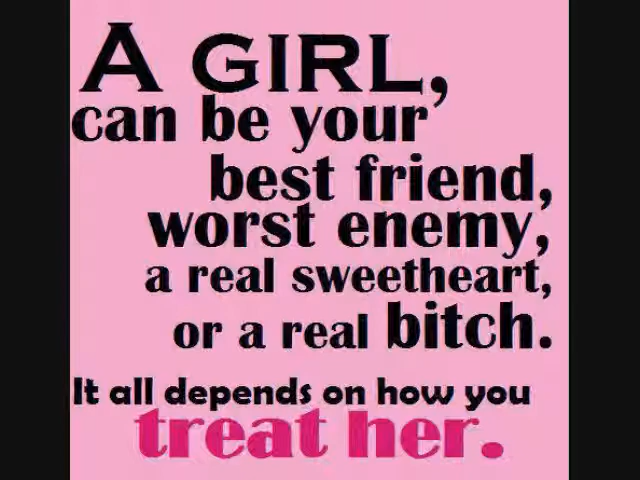 A GIRL,
can be your
best friend,
worst enemy,
a real sweetheart,
or a real bitch.
It all depends on how you
treat her.